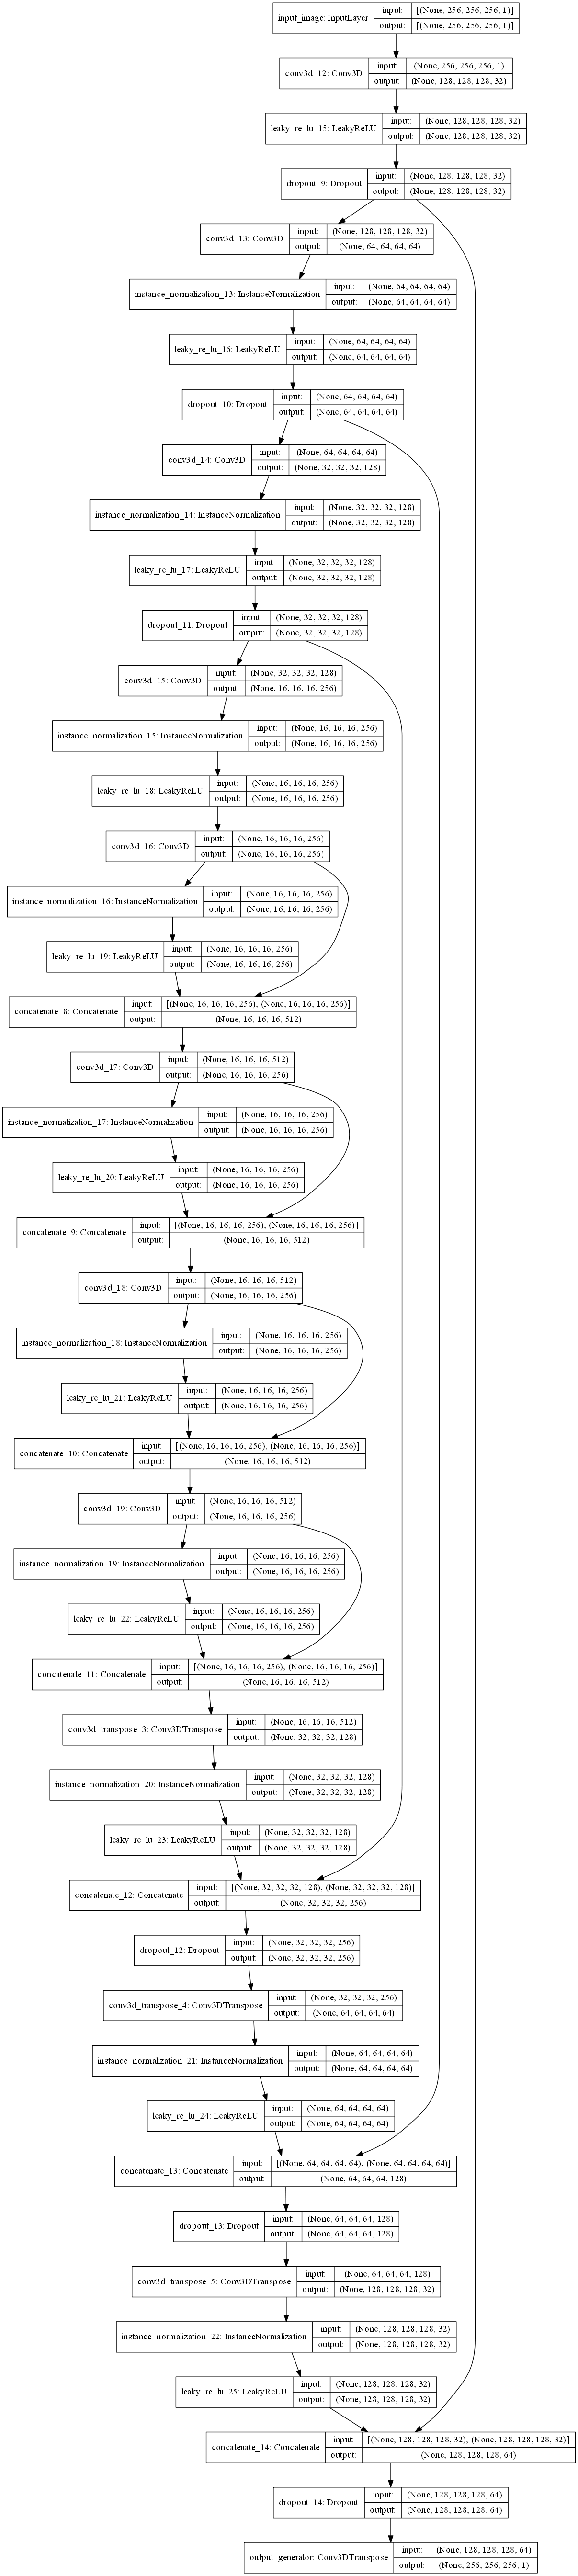 input_image: InputLayer
input: [(None, 256, 256, 256, 1)]
output: [(None, 256, 256, 256, 1)]
conv3d_12: Conv3D
input: (None, 256, 256, 256, 1)
output: (None, 128, 128, 128, 32)
leaky_re_lu_15: LeakyReLU
input: (None, 128, 128, 128, 32)
output: (None, 128, 128, 128, 32)
dropout_9: Dropout
input: (None, 128, 128, 128, 32)
output: (None, 128, 128, 128, 32)
conv3d_13: Conv3D
input: (None, 128, 128, 128, 32)
output: (None, 64, 64, 64, 64)
instance_normalization_13: InstanceNormalization
input: (None, 64, 64, 64, 64)
output: (None, 64, 64, 64, 64)
leaky_re_lu_16: LeakyReLU
input: (None, 64, 64, 64, 64)
output: (None, 64, 64, 64, 64)
dropout_10: Dropout
input: (None, 64, 64, 64, 64)
output: (None, 64, 64, 64, 64)
conv3d_14: Conv3D
input: (None, 64, 64, 64, 64)
output: (None, 32, 32, 32, 128)
instance_normalization_14: InstanceNormalization
input: (None, 32, 32, 32, 128)
output: (None, 32, 32, 32, 128)
leaky_re_lu_17: LeakyReLU
input: (None, 32, 32, 32, 128)
output: (None, 32, 32, 32, 128)
dropout_11: Dropout
input: (None, 32, 32, 32, 128)
output: (None, 32, 32, 32, 128)
conv3d_15: Conv3D
input: (None, 32, 32, 32, 128)
output: (None, 16, 16, 16, 256)
instance_normalization_15: InstanceNormalization
input: (None, 16, 16, 16, 256)
output: (None, 16, 16, 16, 256)
leaky_re_lu_18: LeakyReLU
input: (None, 16, 16, 16, 256)
output: (None, 16, 16, 16, 256)
conv3d_16: Conv3D
input: (None, 16, 16, 16, 256)
output: (None, 16, 16, 16, 256)
instance_normalization_16: InstanceNormalization
input: (None, 16, 16, 16, 256)
output: (None, 16, 16, 16, 256)
leaky_re_lu_19: LeakyReLU
input: (None, 16, 16, 16, 256)
output: (None, 16, 16, 16, 256)
concatenate_8: Concatenate
input: [(None, 16, 16, 16, 256), (None, 16, 16, 16, 256)]
output: (None, 16, 16, 16, 512)
conv3d_17: Conv3D
input: (None, 16, 16, 16, 512)
output: (None, 16, 16, 16, 256)
instance_normalization_17: InstanceNormalization
input: (None, 16, 16, 16, 256)
output: (None, 16, 16, 16, 256)
leaky_re_lu_20: LeakyReLU
input: (None, 16, 16, 16, 256)
output: (None, 16, 16, 16, 256)
concatenate_9: Concatenate
input: [(None, 16, 16, 16, 256), (None, 16, 16, 16, 256)]
output: (None, 16, 16, 16, 512)
conv3d_18: Conv3D
input: (None, 16, 16, 16, 512)
output: (None, 16, 16, 16, 256)
instance_normalization_18: InstanceNormalization
input: (None, 16, 16, 16, 256)
output: (None, 16, 16, 16, 256)
leaky_re_lu_21: LeakyReLU
input: (None, 16, 16, 16, 256)
output: (None, 16, 16, 16, 256)
concatenate_10: Concatenate
input: [(None, 16, 16, 16, 256), (None, 16, 16, 16, 256)]
output: (None, 16, 16, 16, 512)
conv3d_19: Conv3D
input: (None, 16, 16, 16, 512)
output: (None, 16, 16, 16, 256)
instance_normalization_19: InstanceNormalization
input: (None, 16, 16, 16, 256)
output: (None, 16, 16, 16, 256)
leaky_re_lu_22: LeakyReLU
input: (None, 16, 16, 16, 256)
output: (None, 16, 16, 16, 256)
concatenate_11: Concatenate
input: [(None, 16, 16, 16, 256), (None, 16, 16, 16, 256)]
output: (None, 16, 16, 16, 512)
conv3d_transpose_3: Conv3DTranspose
input: (None, 16, 16, 16, 512)
output: (None, 32, 32, 32, 128)
instance_normalization_20: InstanceNormalization
input: (None, 32, 32, 32, 128)
output: (None, 32, 32, 32, 128)
leaky_re_lu_23: LeakyReLU
input: (None, 32, 32, 32, 128)
output: (None, 32, 32, 32, 128)
concatenate_12: Concatenate
input: [(None, 32, 32, 32, 128), (None, 32, 32, 32, 128)]
output: (None, 32, 32, 32, 256)
dropout_12: Dropout
input: (None, 32, 32, 32, 256)
output: (None, 32, 32, 32, 256)
conv3d_transpose_4: Conv3DTranspose
input: (None, 32, 32, 32, 256)
output: (None, 64, 64, 64, 64)
instance_normalization_21: InstanceNormalization
input: (None, 64, 64, 64, 64)
output: (None, 64, 64, 64, 64)
leaky_re_lu_24: LeakyReLU
input: (None, 64, 64, 64, 64)
output: (None, 64, 64, 64, 64)
concatenate_13: Concatenate
input: [(None, 64, 64, 64, 64), (None, 64, 64, 64, 64)]
output: (None, 64, 64, 64, 128)
dropout_13: Dropout
input: (None, 64, 64, 64, 128)
output: (None, 64, 64, 64, 128)
conv3d_transpose_5: Conv3DTranspose
input: (None, 64, 64, 64, 128)
output: (None, 128, 128, 128, 32)
instance_normalization_22: InstanceNormalization
input: (None, 128, 128, 128, 32)
output: (None, 128, 128, 128, 32)
leaky_re_lu_25: LeakyReLU
input: (None, 128, 128, 128, 32)
output: (None, 128, 128, 128, 32)
concatenate_14: Concatenate
input: [(None, 128, 128, 128, 32), (None, 128, 128, 128, 32)]
output: (None, 128, 128, 128, 64)
dropout_14: Dropout
input: (None, 128, 128, 128, 64)
output: (None, 128, 128, 128, 64)
output_generator: Conv3DTranspose
input: (None, 128, 128, 128, 64)
output: (None, 256, 256, 256, 1)